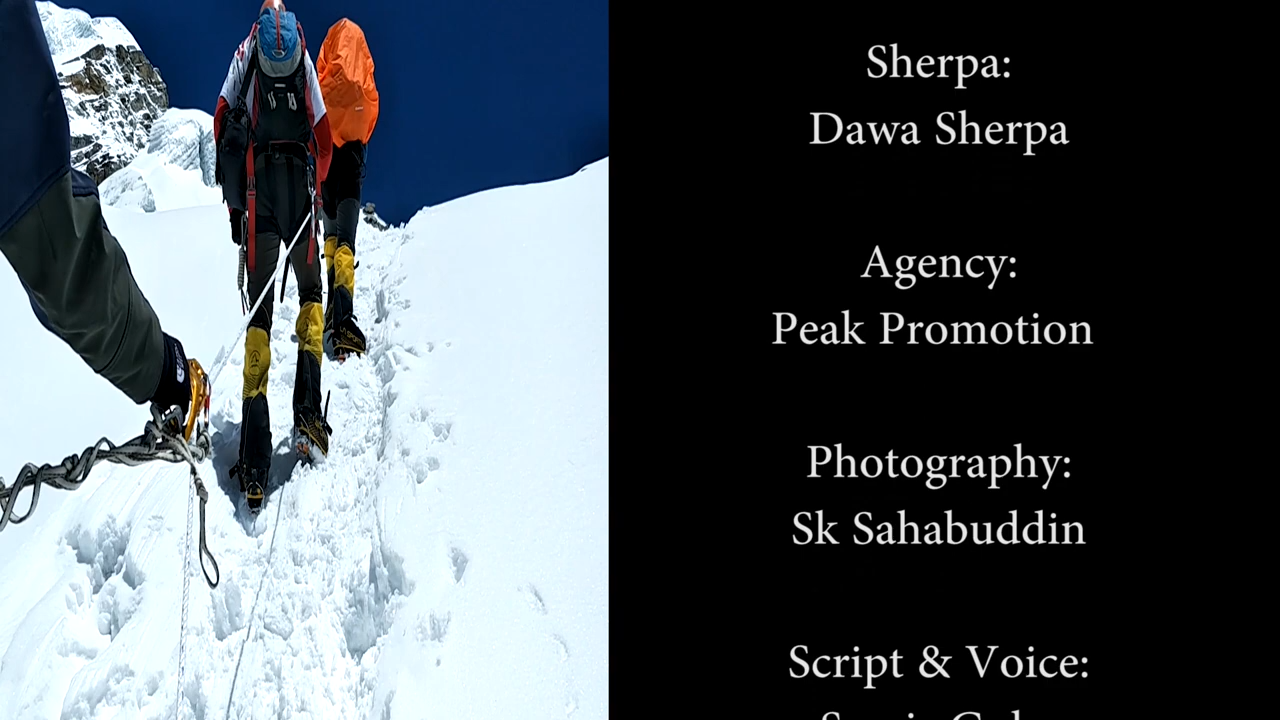 Sherpa:
Dawa Sherpa
Agency:
Peak Promotion
Photography:
Sk Sahabuddin
Script & Voice: